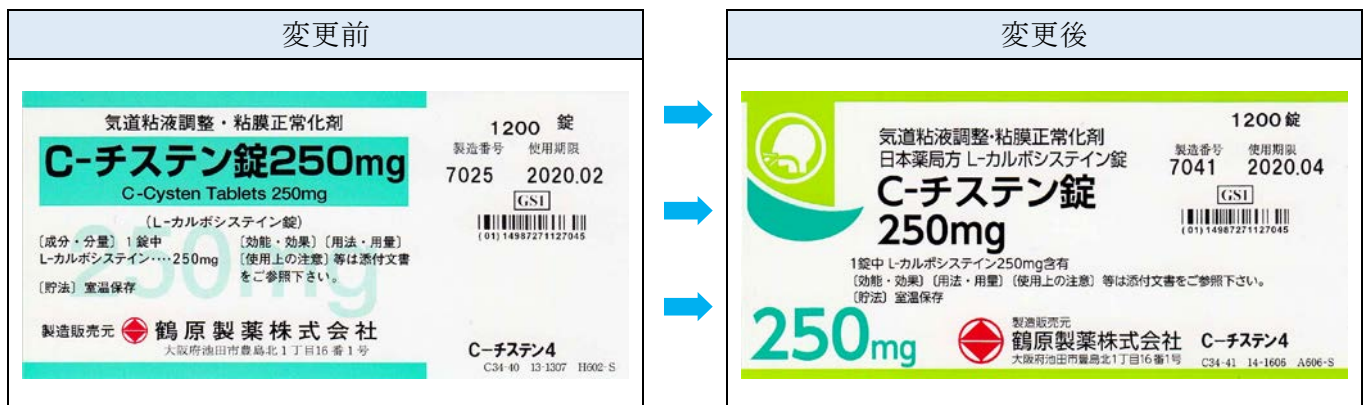 変更前
気道粘液調整・粘膜正常化剤
C-チステン錠250mg
C-Cysten Tablets 250mg
(L-カルボシステイン錠)
〔成分・分量〕1錠中
L-カルボシステイン‥‥250mg
〔貯法〕室温保存
〔効能・効果〕〔用法・用量〕
〔使用上の注意〕等は添付文書
をご参照下さい。
250mg
製造販売元 鶴原製薬株式会社
大阪府池田市豊島北1丁目16番1号
1200 錠
製造番号 使用期限
7025 2020.02
GS1
(01)14987271127045
C-チステン4
C34-40 13-1307 H602-S
変更後
気道粘液調整・粘膜正常化剤
日本薬局方 L-カルボシステイン錠
C-チステン錠
250mg
1錠中 L-カルボシステイン250mg含有
〔効能・効果〕〔用法・用量〕〔使用上の注意〕等は添付文書をご参照下さい。
〔貯法〕室温保存
250mg
製造販売元
鶴原製薬株式会社
大阪府池田市豊島北1丁目16番1号
1200錠
製造番号 使用期限
7041 2020.04
GS1
(01)14987271127045
C-チステン4
C34-41 14-1606 A606-S